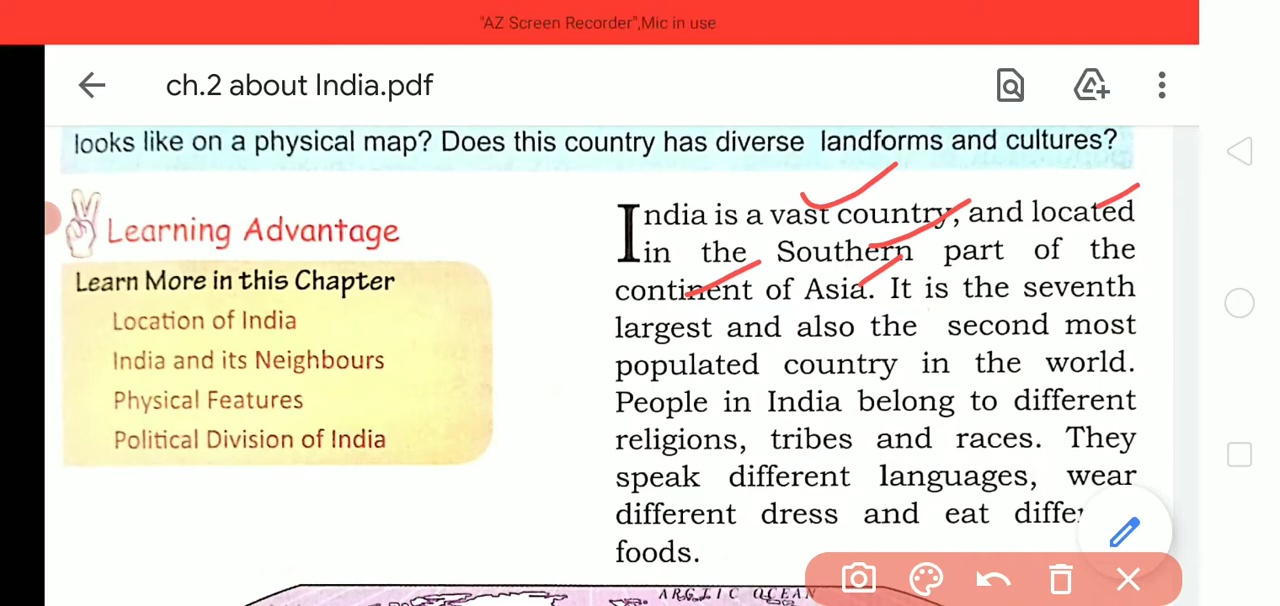 "AZ Screen Recorder",Mic in use
ch.2 about India.pdf
looks like on a physical map? Does this country has diverse landforms and cultures?
Learning Advantage
Learn More in this Chapter
Location of India
India and its Neighbours
Physical Features
Political Division of India
India is a vast country, and located
in the Southern part of the
continent of Asia. It is the seventh
largest and also the second most
populated country in the world.
People in India belong to different
religions, tribes and races. They
speak different languages, wear
different dress and eat
foods.
ARCTIC OCEAN